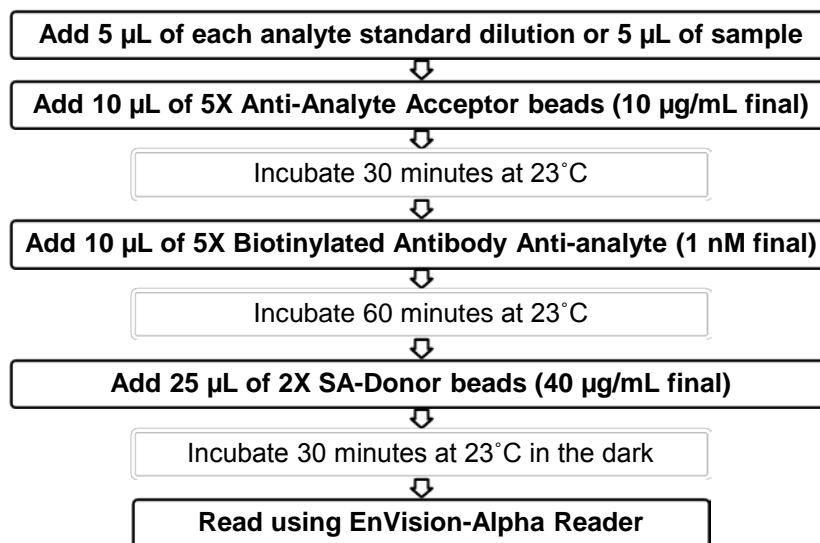 Add 5 µL of each analyte standard dilution or 5 µL of sample
Add 10 µL of 5X Anti-Analyte Acceptor beads (10 µg/mL final)
Incubate 30 minutes at 23˚C
Add 10 µL of 5X Biotinylated Antibody Anti-analyte (1 nM final)
Incubate 60 minutes at 23˚C
Add 25 µL of 2X SA-Donor beads (40 µg/mL final)
Incubate 30 minutes at 23˚C in the dark
Read using EnVision-Alpha Reader